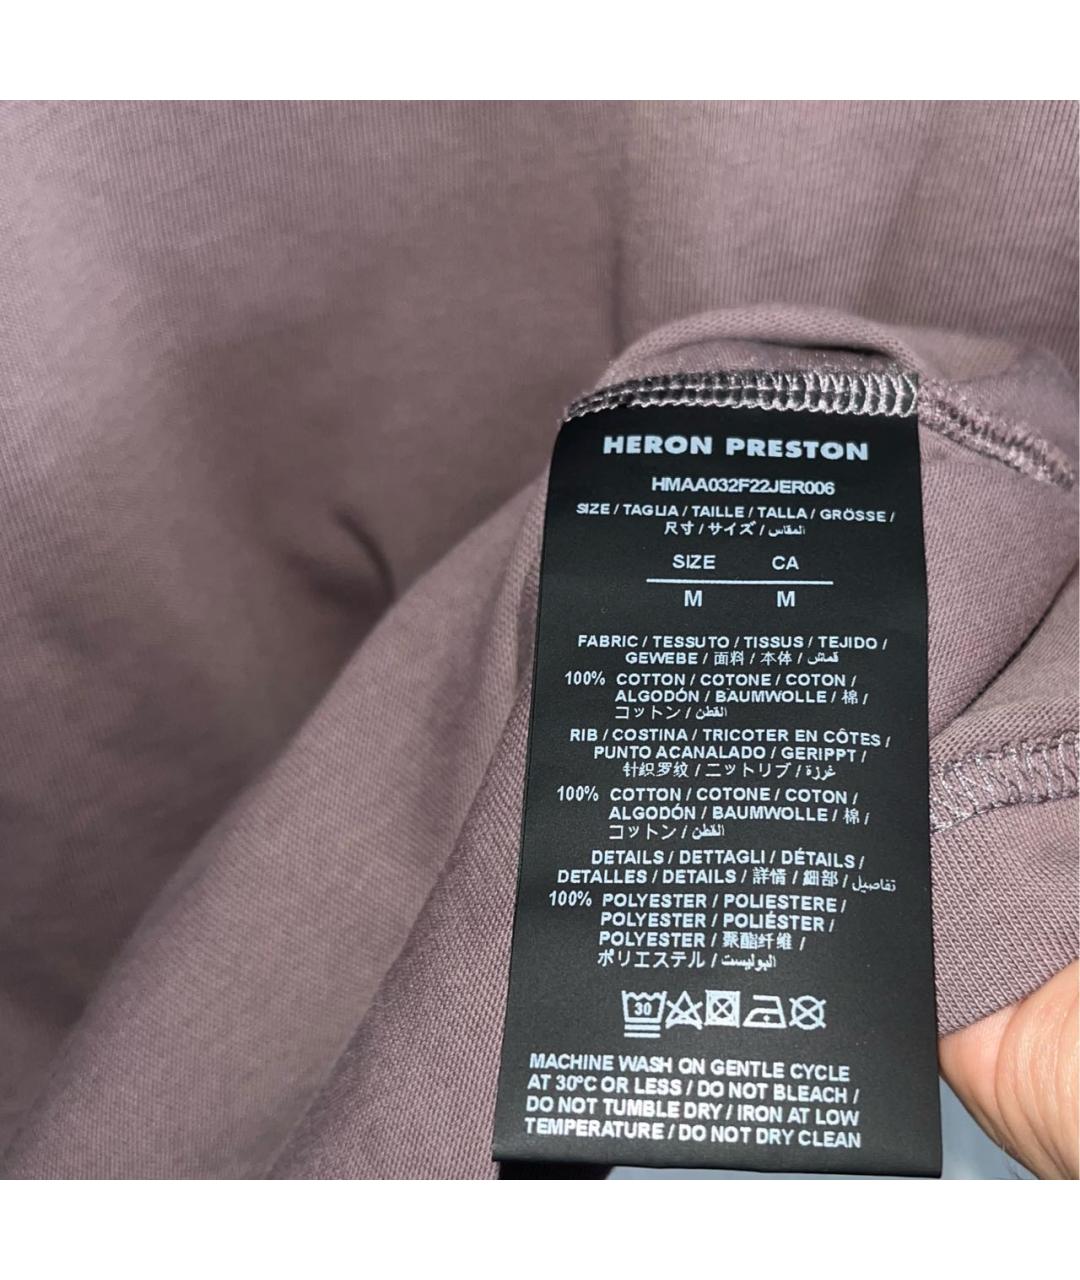 HERON PRESTON
HMAA032F22JER006
SIZE / TAGLIA / TAILLE / TALLA / GRÖSSE /
尺寸 / サイズ / المقاس
SIZE CA
M M
FABRIC / TESSUTO / TISSUS / TEJIDO /
GEWEBE / 面料 / 本体 / قماش
100% COTTON / COTONE / COTON /
ALGODÓN / BAUMWOLLE / 棉 /
コットン / القطن
RIB / COSTINA / TRICOTER EN CÔTES /
PUNTO ACANALADO / GERIPPT /
针织罗纹 / ニットリブ / غرزة
100% COTTON / COTONE / COTON /
ALGODÓN / BAUMWOLLE / 棉 /
コットン / القطن
DETAILS / DETTAGLI / DÉTAILS /
DETALLES / DETAILS / 詳情 / 細部 / تفاصيل
100% POLYESTER / POLIESTERE /
POLYESTER / POLIÉSTER /
POLYESTER / 聚酯纤维 /
ポリエステル / البوليست
30
MACHINE WASH ON GENTLE CYCLE
AT 30°C OR LESS / DO NOT BLEACH /
DO NOT TUMBLE DRY / IRON AT LOW
TEMPERATURE / DO NOT DRY CLEAN